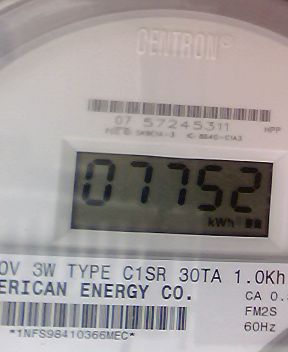 CENTRON®
07 57245311
HPP
07752
kWh
0V 3W TYPE C1SR 30TA 1.0Kh
ERICAN ENERGY CO.
CA 0.
FM2S
60Hz
*1NFS98410366MEC*